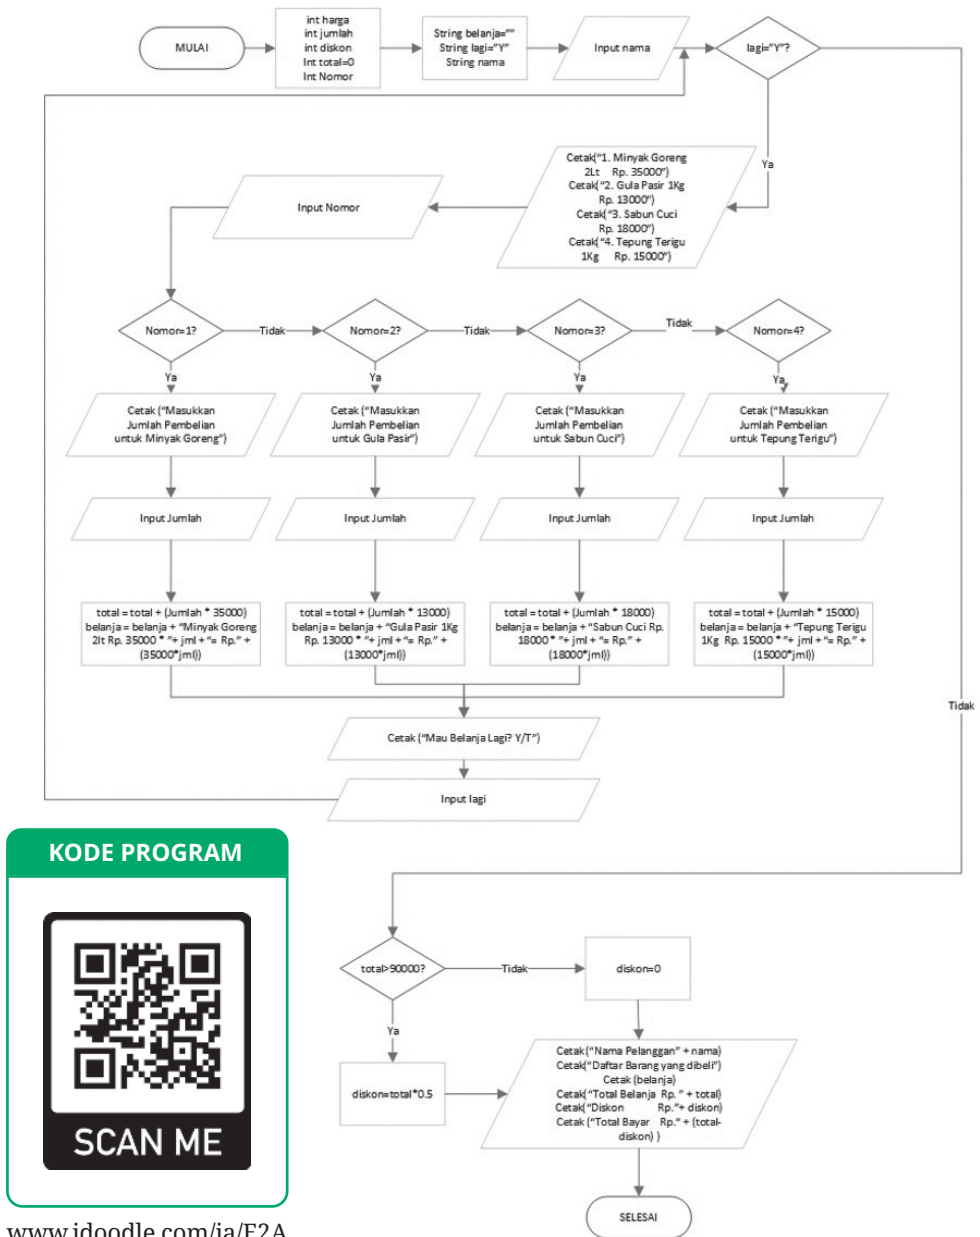 MULAI
int harga
int jumlah
int diskon
Int total=0
Int Nomor
String belanja=""
String lagi="Y"
String nama
Input nama
lagi="Y"?
Ya
Tidak
Cetak("1. Minyak Goreng
2Lt Rp. 35000")
Cetak("2. Gula Pasir 1Kg
Rp. 13000")
Cetak("3. Sabun Cuci
Rp. 18000")
Cetak("4. Tepung Terigu
1Kg Rp. 15000")
Input Nomor
Nomor=1?
Tidak
Nomor=2?
Tidak
Nomor=3?
Tidak
Nomor=4?
Ya
Ya
Ya
Ya
Cetak ("Masukkan
Jumlah Pembelian
untuk Minyak Goreng")
Cetak ("Masukkan
Jumlah Pembelian
untuk Gula Pasir")
Cetak ("Masukkan
Jumlah Pembelian
untuk Sabun Cuci")
Cetak ("Masukkan
Jumlah Pembelian
untuk Tepung Terigu")
Input Jumlah
Input Jumlah
Input Jumlah
Input Jumlah
total = total + (Jumlah * 35000)
belanja = belanja + "Minyak Goreng
2lt Rp. 35000 * "+ jml + "= Rp." +
(35000*jml))
total = total + (Jumlah * 13000)
belanja = belanja + "Gula Pasir 1Kg
Rp. 13000 * "+ jml + "= Rp." +
(13000*jml))
total = total + (Jumlah * 18000)
belanja = belanja + "Sabun Cuci Rp.
18000 * "+ jml + "= Rp." +
(18000*jml))
total = total + (Jumlah * 15000)
belanja = belanja + "Tepung Terigu
1Kg Rp. 15000 * "+ jml + "= Rp." +
(15000*jml))
Cetak ("Mau Belanja Lagi? Y/T")
Input lagi
KODE PROGRAM
SCAN ME
www.jdoodle.com/ia/F2A
total>90000?
Tidak
diskon=0
Ya
diskon=total*0.5
Cetak("Nama Pelanggan" + nama)
Cetak("Daftar Barang yang dibeli")
Cetak (belanja)
Cetak("Total Belanja Rp. " + total)
Cetak("Diskon Rp."+ diskon)
Cetak ("Total Bayar Rp." + (total-
diskon) )
SELESAI